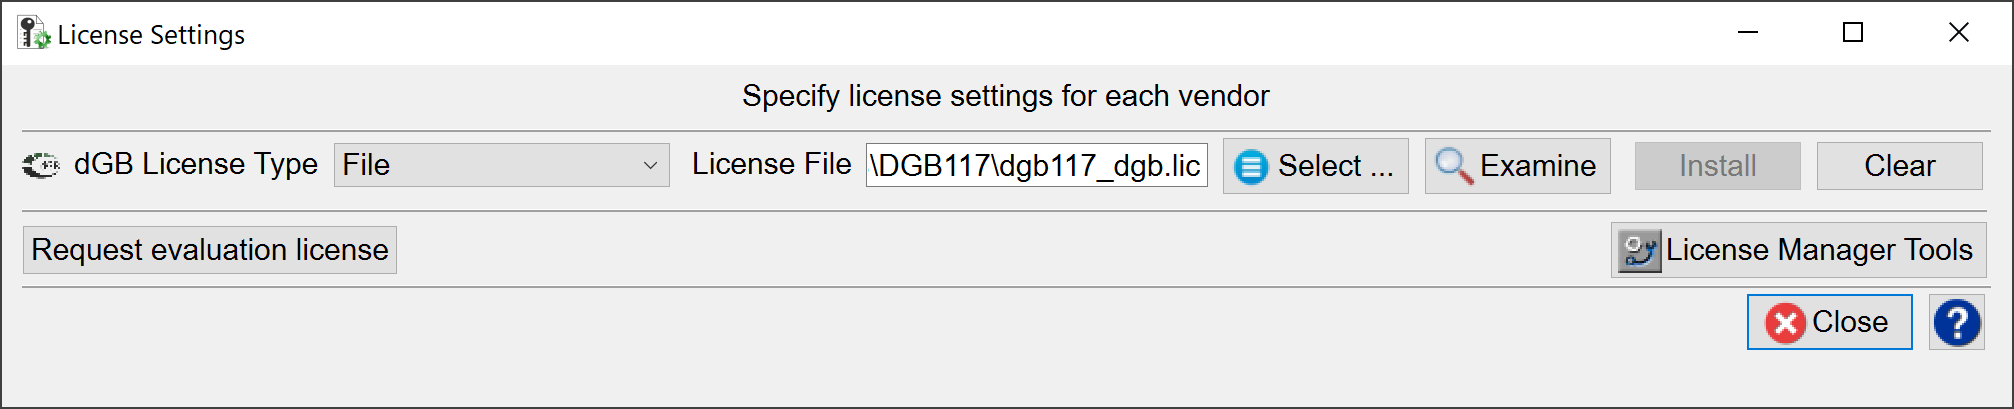 License Settings
Specify license settings for each vendor
dGB License Type File License File \DGB117\dgb117_dgb.lic Select ... Examine Install Clear
Request evaluation license License Manager Tools
Close ?